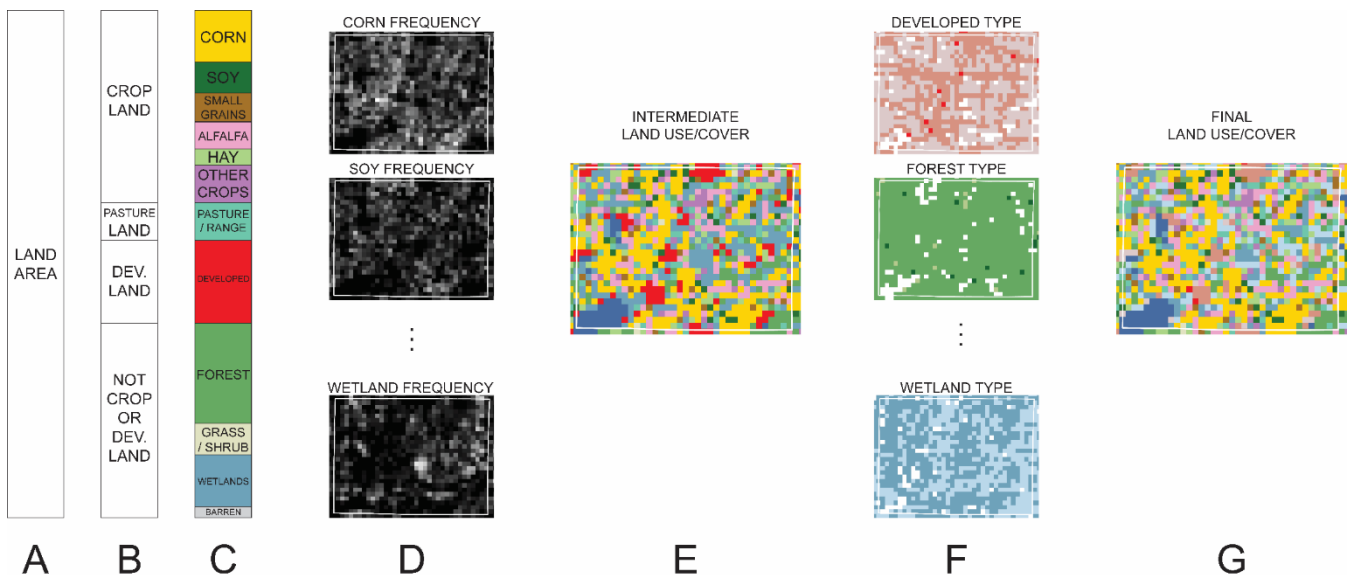 LAND
AREA
CROP
LAND
PASTURE
LAND
DEV.
LAND
NOT
CROP
OR
DEV.
LAND
CORN
SOY
SMALL
GRAINS
ALFALFA
HAY
OTHER
CROPS
PASTURE
/ RANGE
DEVELOPED
FOREST
GRASS
/ SHRUB
WETLANDS
BARREN
CORN FREQUENCY
SOY FREQUENCY
WETLAND FREQUENCY
INTERMEDIATE
LAND USE/COVER
DEVELOPED TYPE
FOREST TYPE
WETLAND TYPE
FINAL
LAND USE/COVER
A B C D E F G